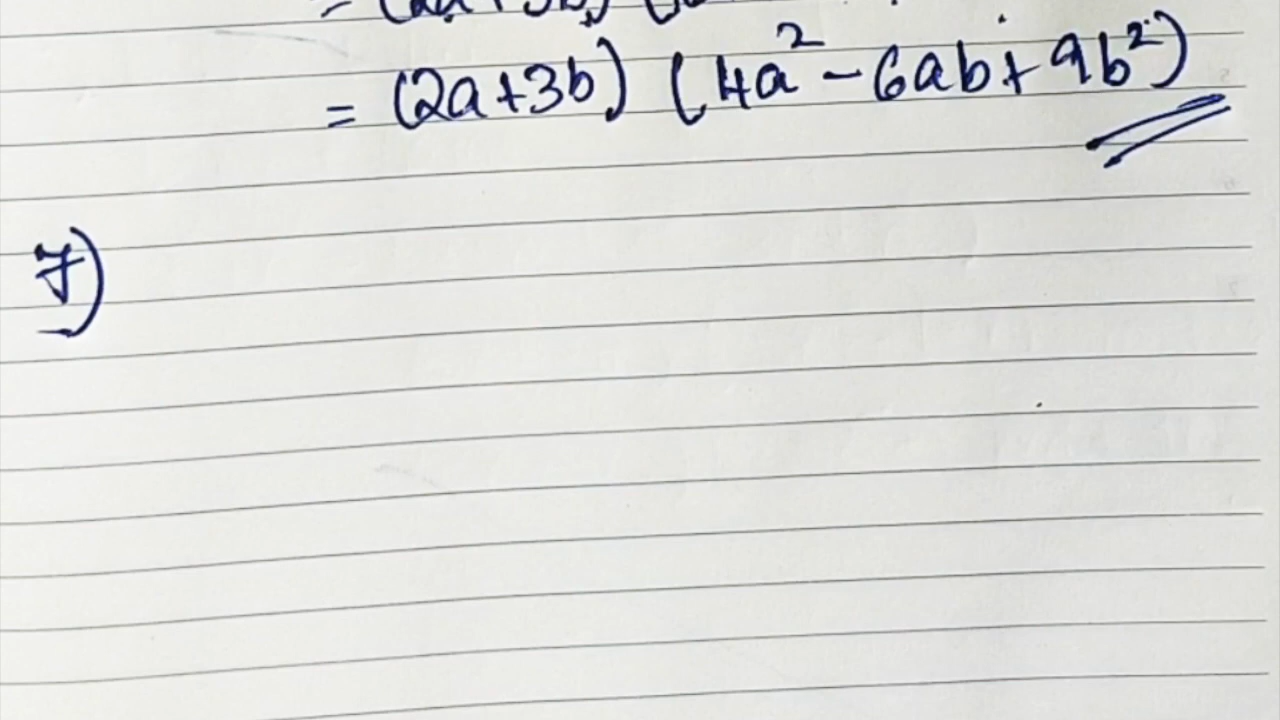 = (2a+3b) (4a² - 6ab + 9b²)
7)